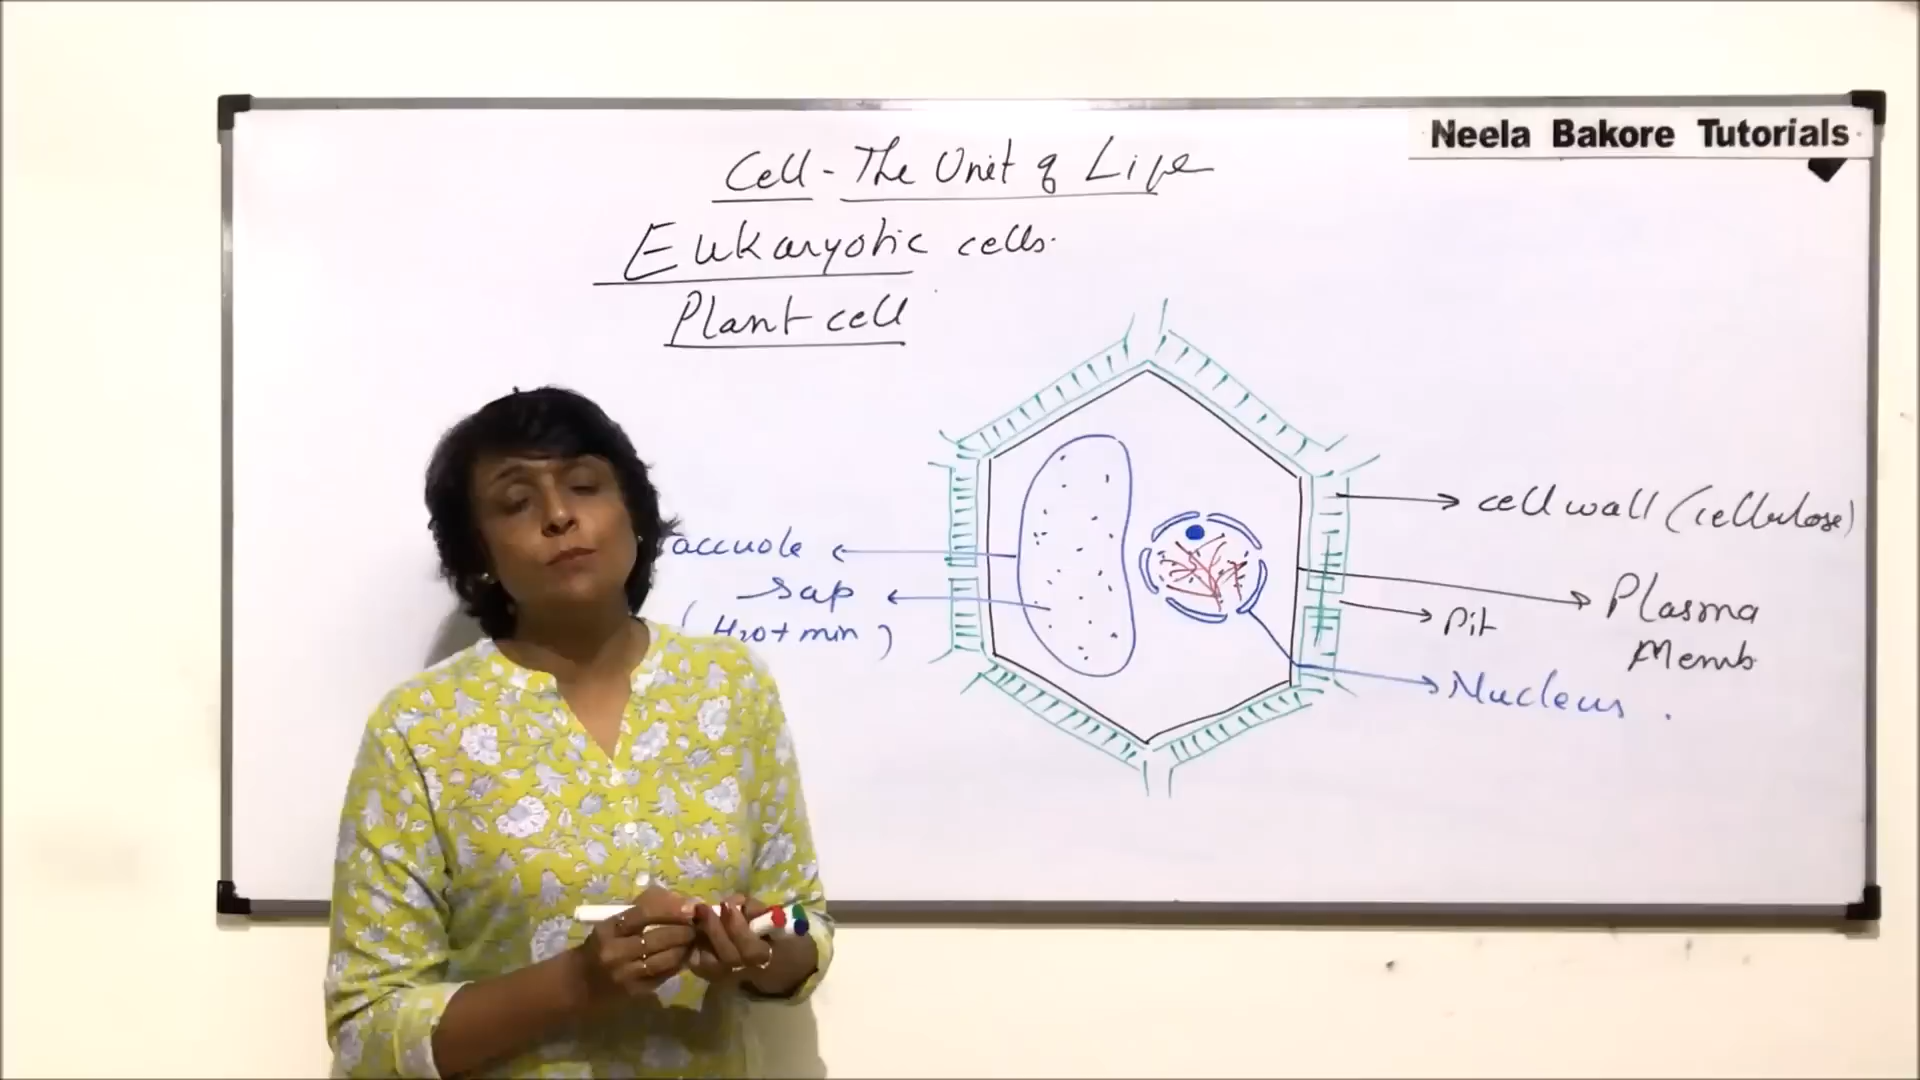 Neela Bakore Tutorials
Cell - The Unit of Life
Eukaryotic cells.
Plant cell
accuole
sap
( H2O + min )
cell wall (cellulose)
Plasma
Memb
Pit
Nucleus .